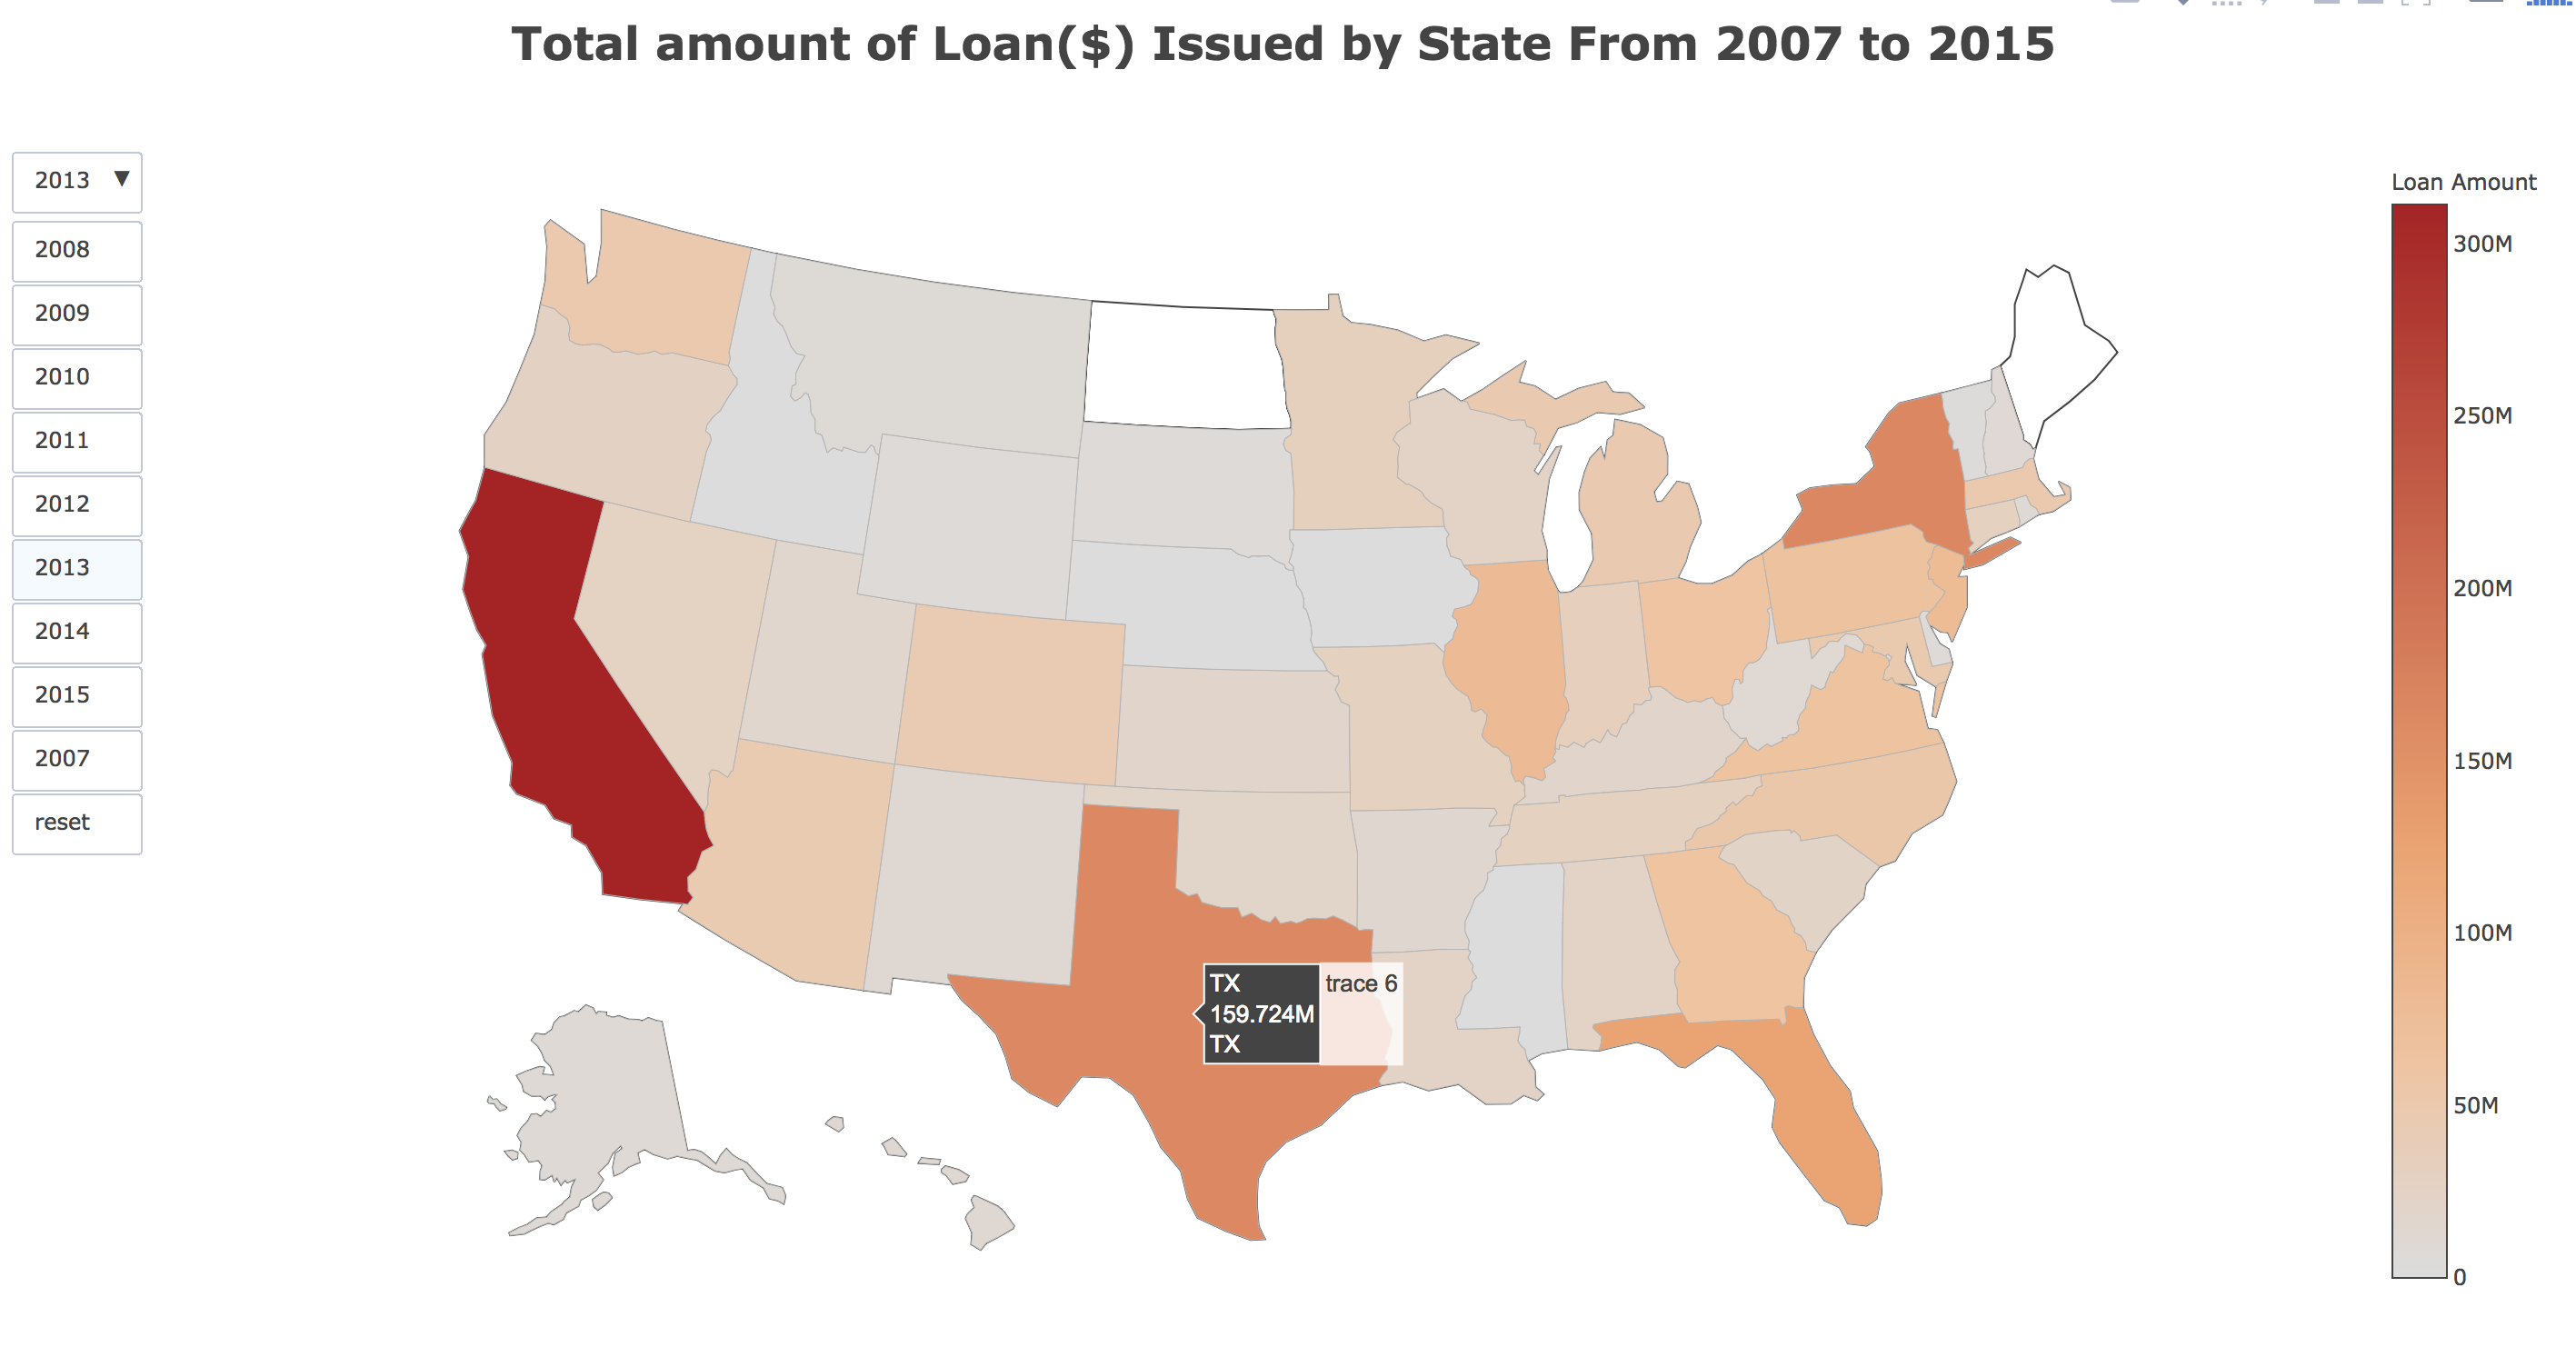 Total amount of Loan($) Issued by State From 2007 to 2015
2013 ▼
2008
2009
2010
2011
2012
2013
2014
2015
2007
reset
Loan Amount
300M
250M
200M
150M
100M
50M
0
TX
159.724M
TX
trace 6